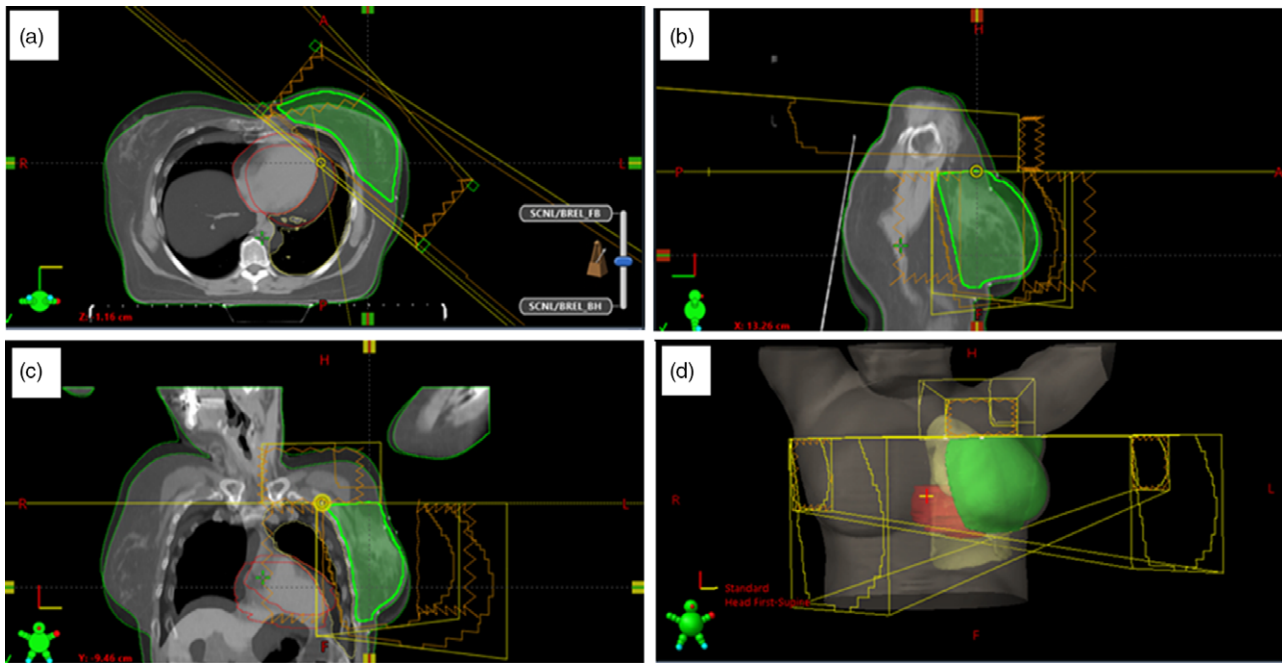 (a)
A
R
L
SCNL/BREL_FB
SCNL/BREL_BH
P
Z: 1.16 cm
(b)
H
P
A
F
X: 13.26 cm
(c)
H
R
L
F
Y: -9.46 cm
(d)
H
R
L
Standard
Head First-Supine
F